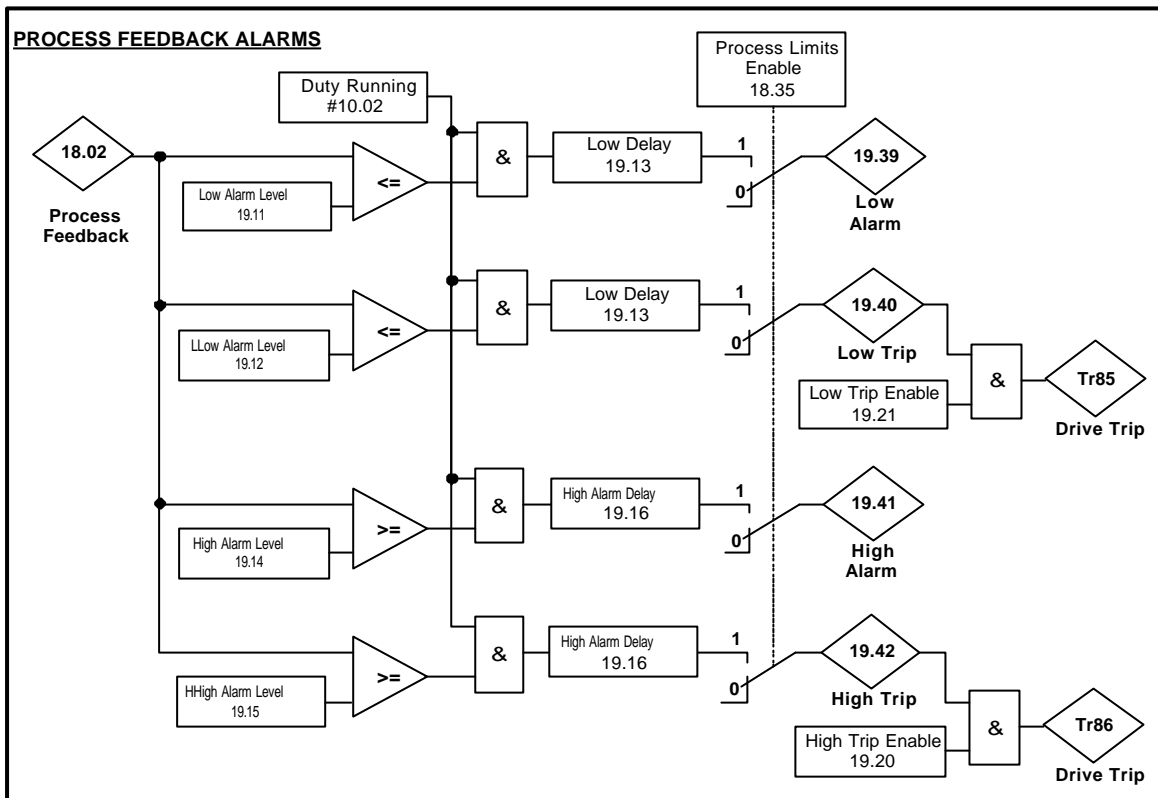 PROCESS FEEDBACK ALARMS
Process Limits
Enable
18.35
Duty Running
#10.02
18.02
Process
Feedback
Low Alarm Level
19.11
<=
&
Low Delay
19.13
1
0
19.39
Low
Alarm
LLow Alarm Level
19.12
<=
&
Low Delay
19.13
1
0
19.40
Low Trip
Low Trip Enable
19.21
&
Tr85
Drive Trip
High Alarm Level
19.14
>=
&
High Alarm Delay
19.16
1
0
19.41
High
Alarm
HHigh Alarm Level
19.15
>=
&
High Alarm Delay
19.16
1
0
19.42
High Trip
High Trip Enable
19.20
&
Tr86
Drive Trip